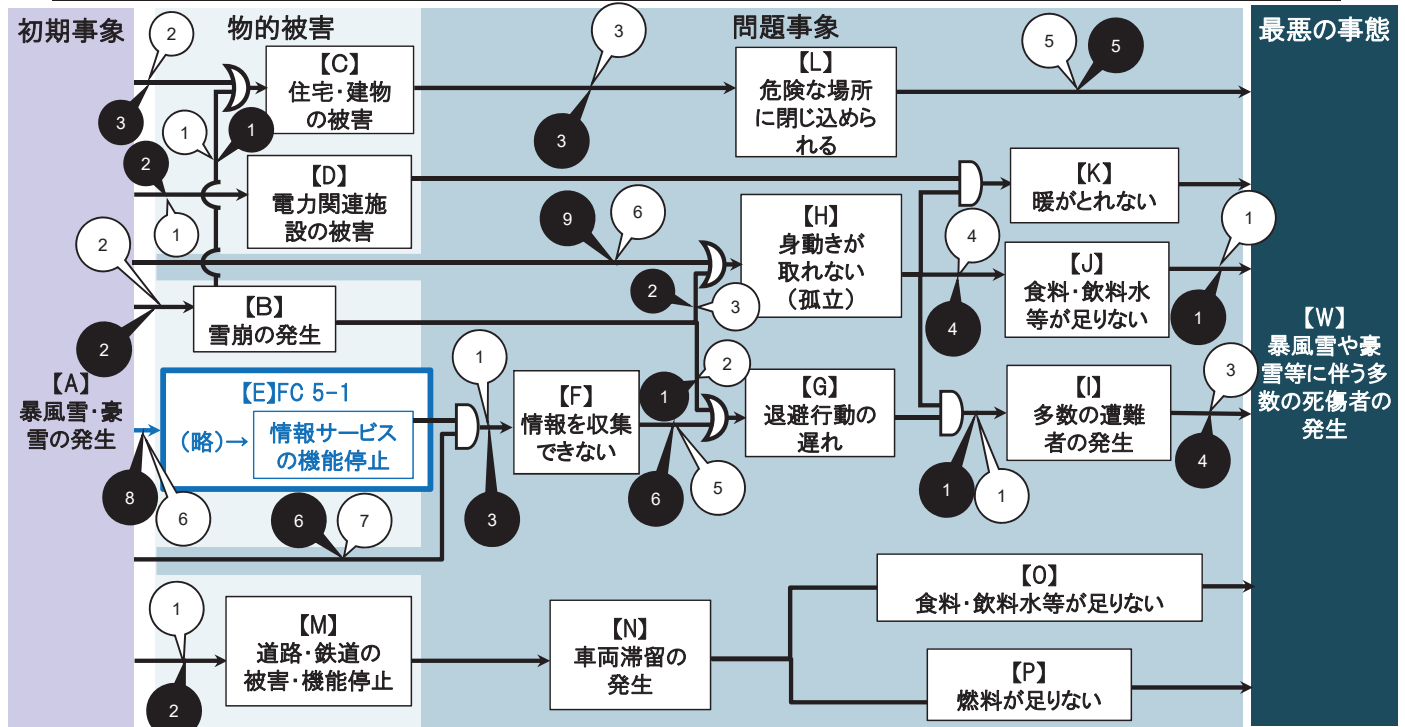 初期事象
物的被害
問題事象
最悪の事態
2
3
1
1
2
1
【C】
住宅・建物
の被害
3
3
【L】
危険な場所
に閉じ込めら
れる
5
5
【D】
電力関連施
設の被害
【K】
暖がとれない
9
6
【H】
身動きが
取れない
（孤立）
2
3
4
4
【J】
食料・飲料水
等が足りない
1
1
2
2
【B】
雪崩の発生
【A】
暴風雪・豪
雪の発生
【E】FC 5-1
(略)→
情報サービス
の機能停止
8
6
6
7
1
3
【F】
情報を収集
できない
1
2
6
5
【G】
退避行動の
遅れ
1
1
【I】
多数の遭難
者の発生
3
4
【W】
暴風雪や豪
雪等に伴う多
数の死傷者の
発生
1
2
【M】
道路・鉄道の
被害・機能停止
【N】
車両滞留の
発生
【O】
食料・飲料水等が足りない
【P】
燃料が足りない